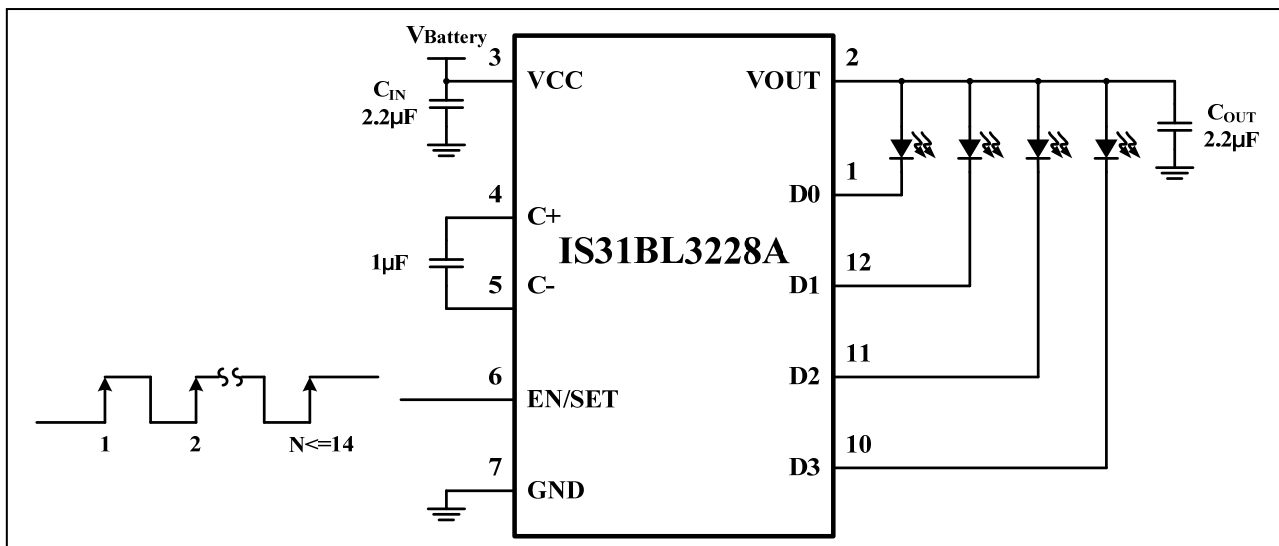 VBattery
3
VCC
CIN
2.2µF
4
C+
1µF
5
C-
6
EN/SET
1
2
N<=14
7
GND
IS31BL3228A
2
VOUT
COUT
2.2µF
1
D0
12
D1
11
D2
10
D3